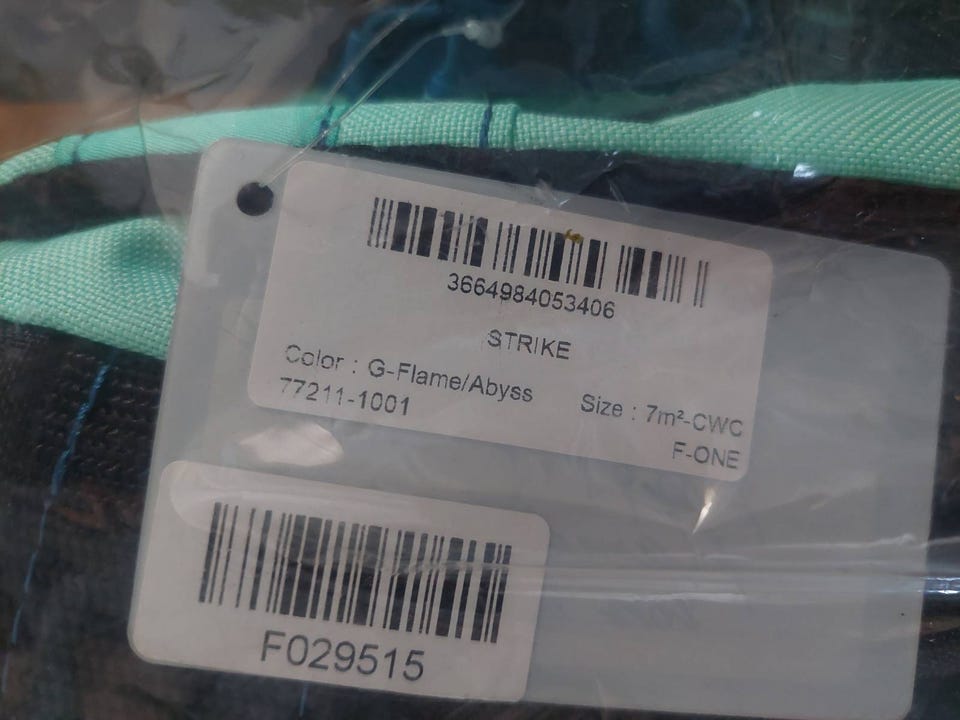 3664984053406
STRIKE
Color : G-Flame/Abyss Size : 7m²-CWC
77211-1001 F-ONE
F029515